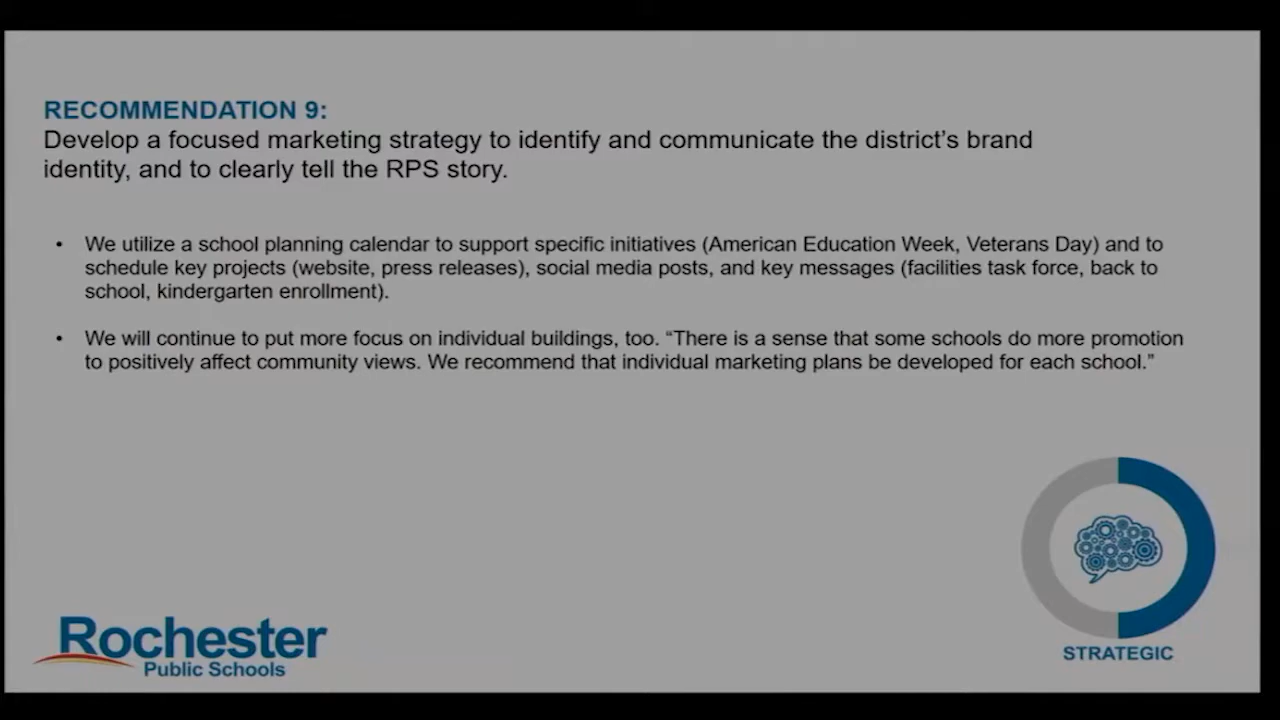 RECOMMENDATION 9:
Develop a focused marketing strategy to identify and communicate the district's brand
identity, and to clearly tell the RPS story.
• We utilize a school planning calendar to support specific initiatives (American Education Week, Veterans Day) and to
schedule key projects (website, press releases), social media posts, and key messages (facilities task force, back to
school, kindergarten enrollment).
• We will continue to put more focus on individual buildings, too. “There is a sense that some schools do more promotion
to positively affect community views. We recommend that individual marketing plans be developed for each school.”
Rochester
Public Schools
STRATEGIC